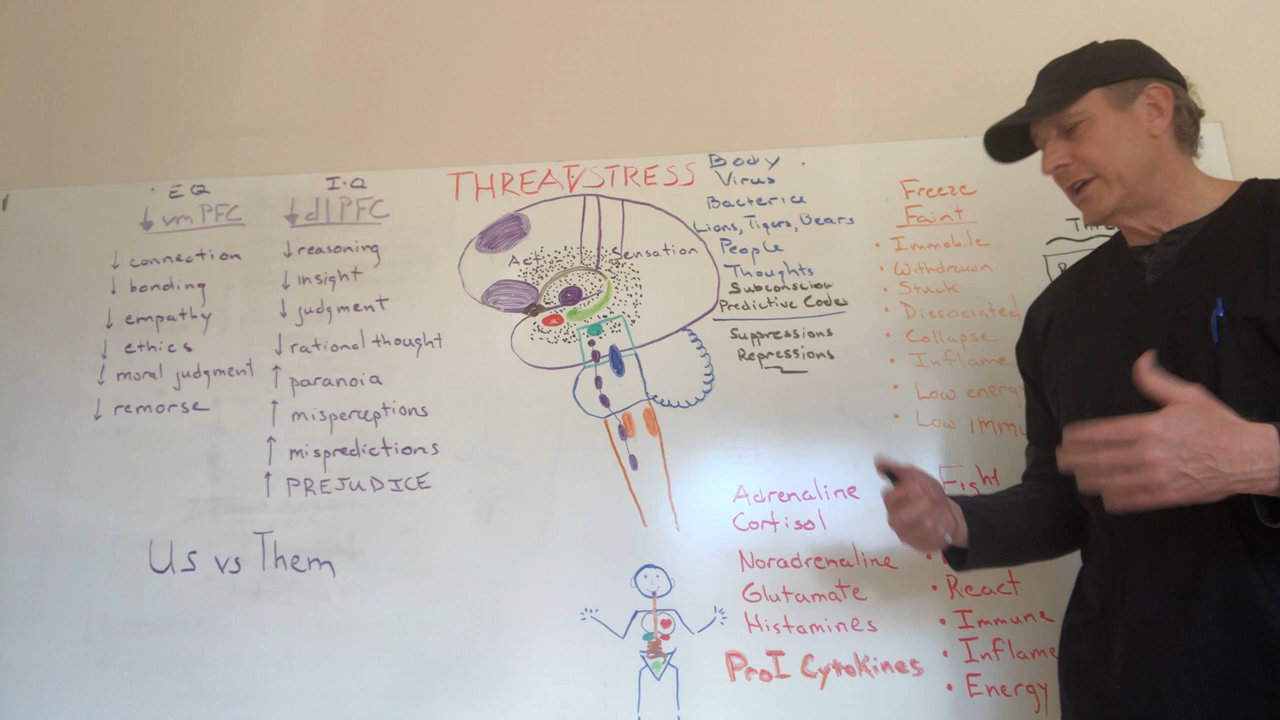 EQ
↓ vmPFC
↓ connection
↓ bonding
↓ empathy
↓ ethics
↓ moral judgment
↓ remorse
I.Q
↓ dlPFC
↓ reasoning
↓ insight
↓ judgment
↓ rational thought
↑ paranoia
↑ misperceptions
↑ mispredictions
↑ PREJUDICE
Us vs Them
THREAT/STRESS
Act
Sensation
Body
Virus
Bacteria
Lions, Tigers, Bears
People
Thoughts
Subconscious
Predictive Codes
Suppressions
Repressions
Freeze
Faint
• Immobile
• Withdrawn
• Stuck
• Dissociated
• Collapse
• Inflame
• Low energy
• Low Immu
Adrenaline
Cortisol
Noradrenaline
Glutamate
Histamines
ProI Cytokines
Fight
• React
• Immune
• Inflame
• Energy